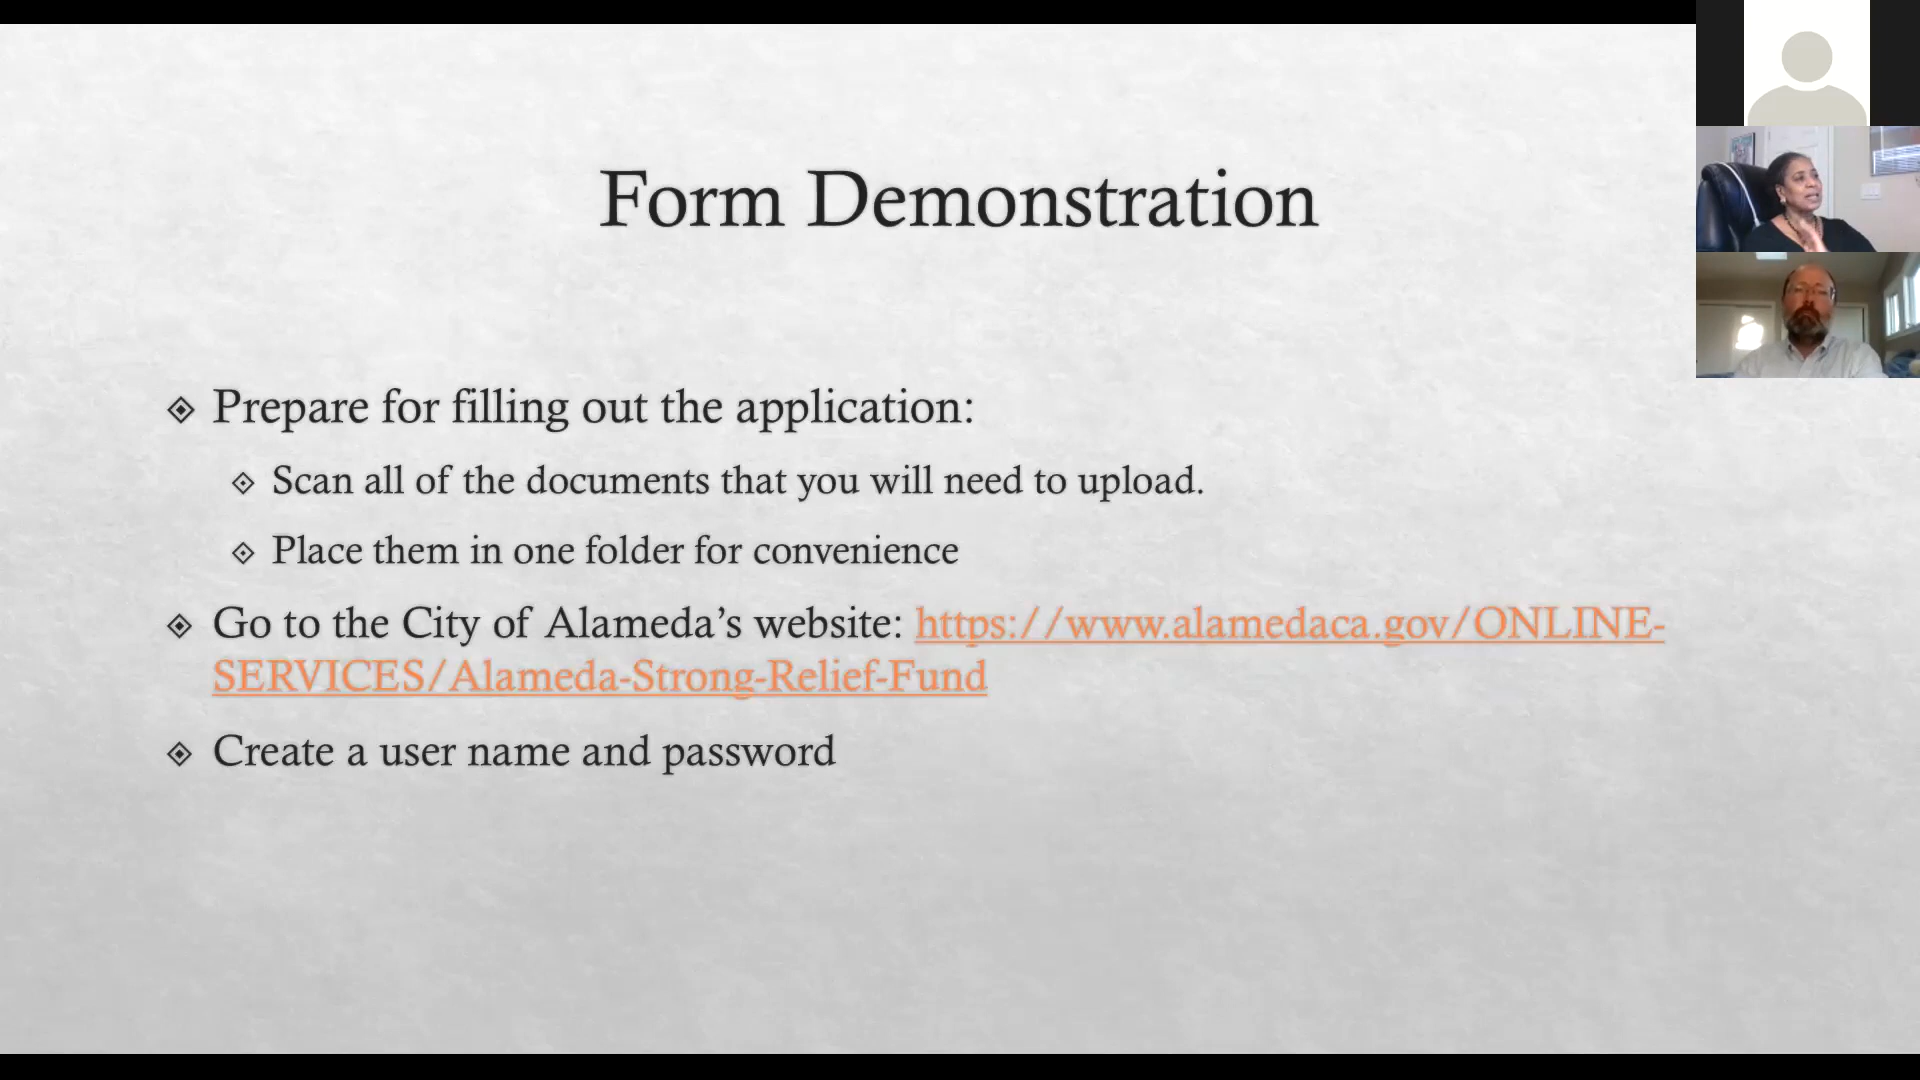 Form Demonstration
Prepare for filling out the application:
Scan all of the documents that you will need to upload.
Place them in one folder for convenience
Go to the City of Alameda’s website: https://www.alamedaca.gov/ONLINE-
SERVICES/Alameda-Strong-Relief-Fund
Create a user name and password